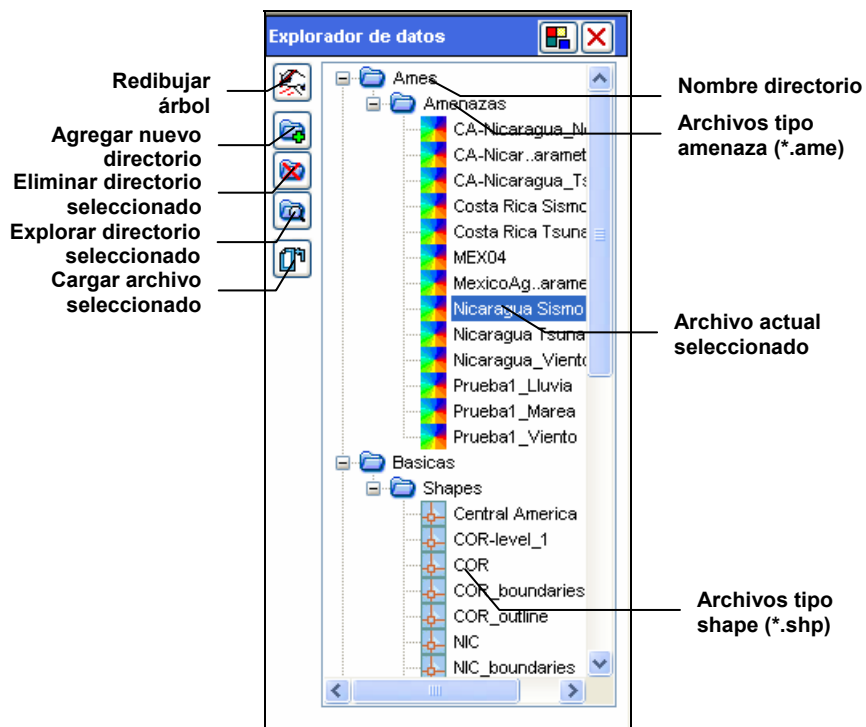 Explorador de datos
Redibujar
árbol
Agregar nuevo
directorio
Eliminar directorio
seleccionado
Explorar directorio
seleccionado
Cargar archivo
seleccionado
Ames
Amenazas
CA-Nicaragua_N
CA-Nicar..aramet
CA-Nicaragua_Ts
Costa Rica Sismo
Costa Rica Tsuna
MEX04
MexicoAg..arame
Nicaragua Sismo
Nicaragua Tsuna
Nicaragua_Viento
Prueba1_Lluvia
Prueba1_Marea
Prueba1_Viento
Basicas
Shapes
Central America
COR-level_1
COR
COR_boundaries
COR_outline
NIC
NIC_boundaries
Nombre directorio
Archivos tipo
amenaza (*.ame)
Archivo actual
seleccionado
Archivos tipo
shape (*.shp)